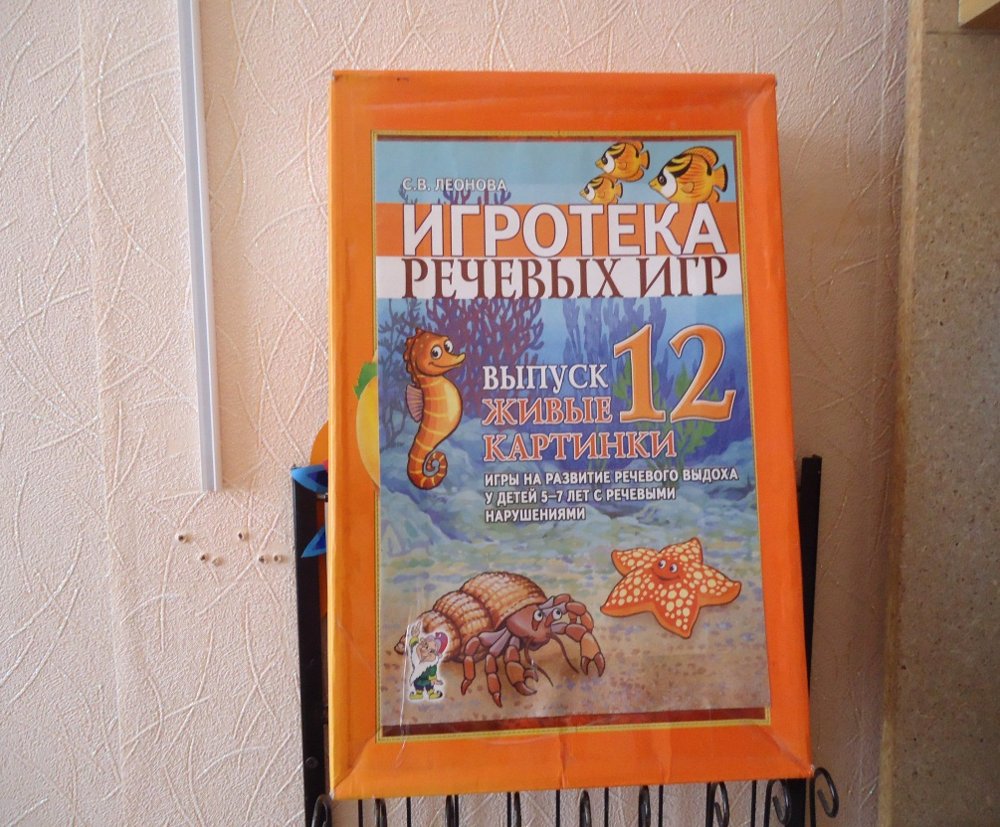 С.В. ЛЕОНОВА
ИГРОТЕКА
РЕЧЕВЫХ ИГР
ВЫПУСК 12
ЖИВЫЕ
КАРТИНКИ
ИГРЫ НА РАЗВИТИЕ РЕЧЕВОГО ВЫДОХА
У ДЕТЕЙ 5–7 ЛЕТ С РЕЧЕВЫМИ
НАРУШЕНИЯМИ